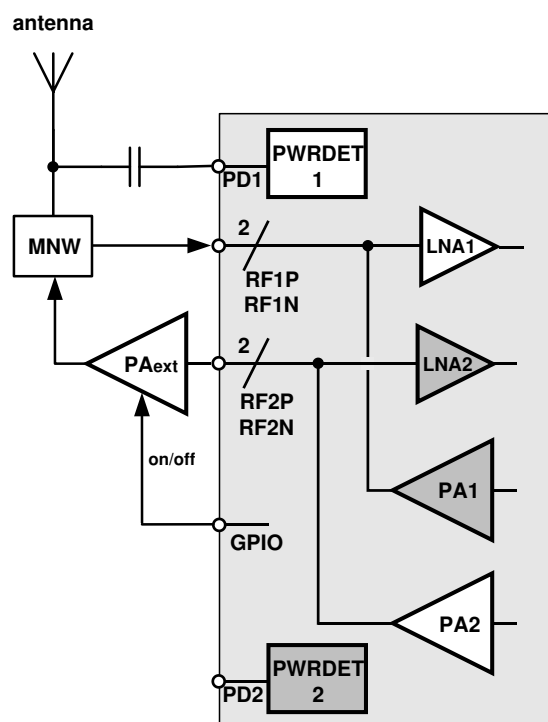 antenna
PWRDET
1
PD1
MNW
2
RF1P
RF1N
LNA1
PAext
2
RF2P
RF2N
LNA2
on/off
PA1
GPIO
PA2
PWRDET
2
PD2